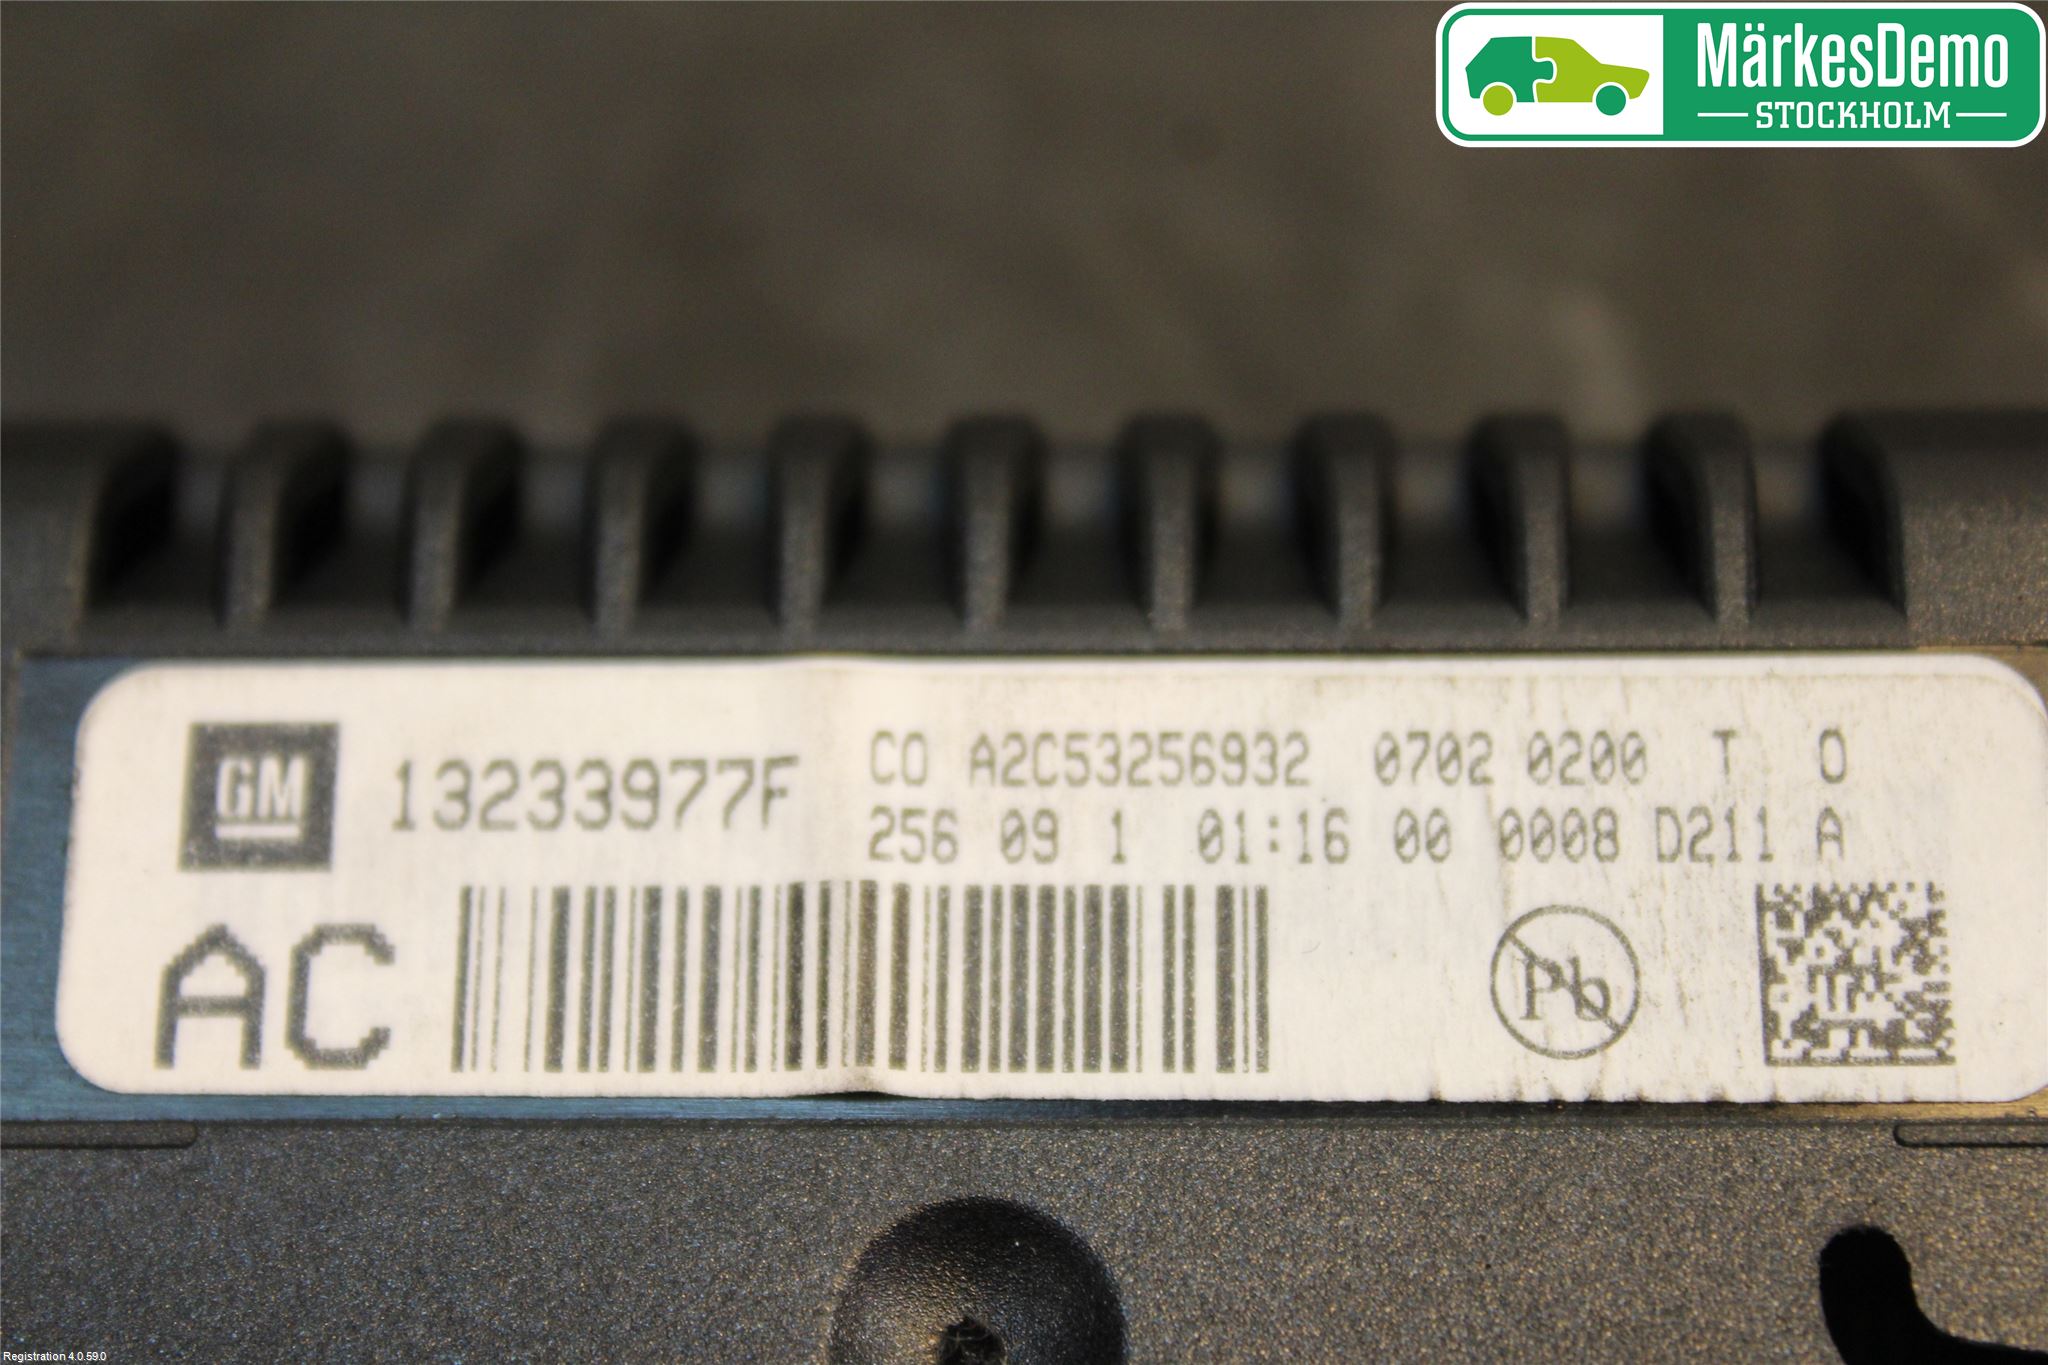 MärkesDemo
STOCKHOLM
GM
13233977F
CO A2C53256932 0702 0200 T O
256 09 1 01:16 00 0008 D211 A
AC
Pb
Registration 4.0.59.0